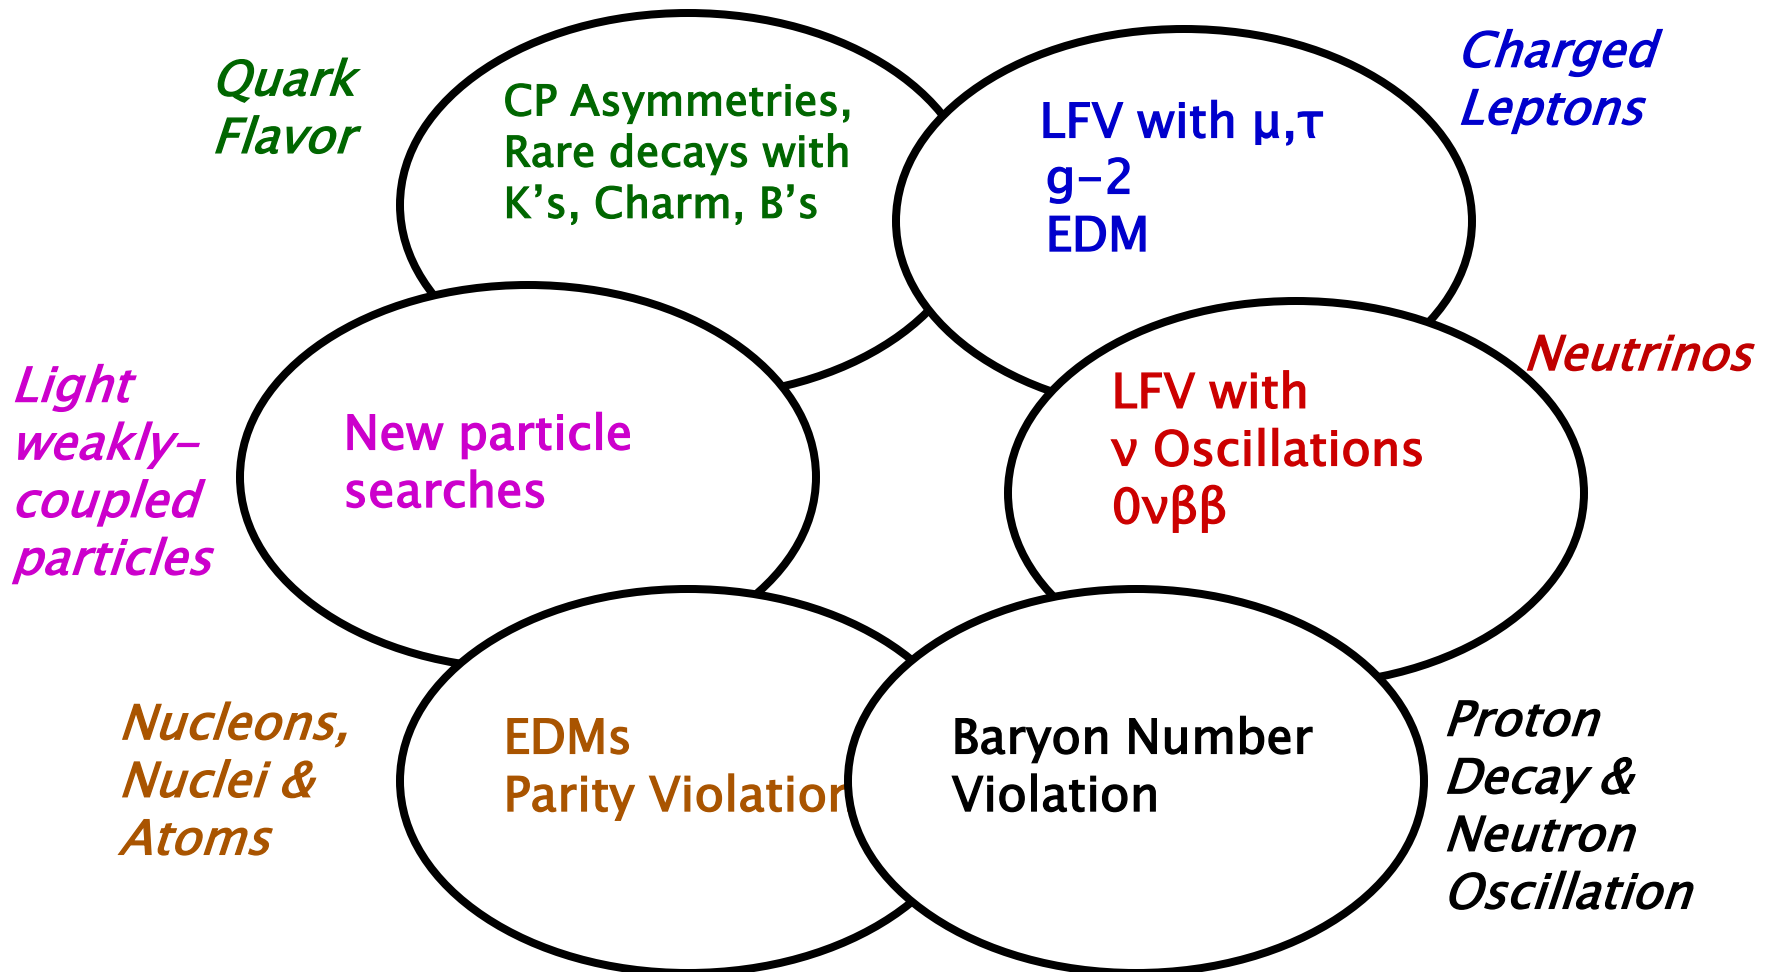 Quark
Flavor
CP Asymmetries,
Rare decays with
K’s, Charm, B’s
LFV with μ,τ
g-2
EDM
Charged
Leptons
Light
weakly-
coupled
particles
New particle
searches
LFV with
ν Oscillations
0νββ
Neutrinos
Nucleons,
Nuclei &
Atoms
EDMs
Parity Violation
Baryon Number
Violation
Proton
Decay &
Neutron
Oscillation